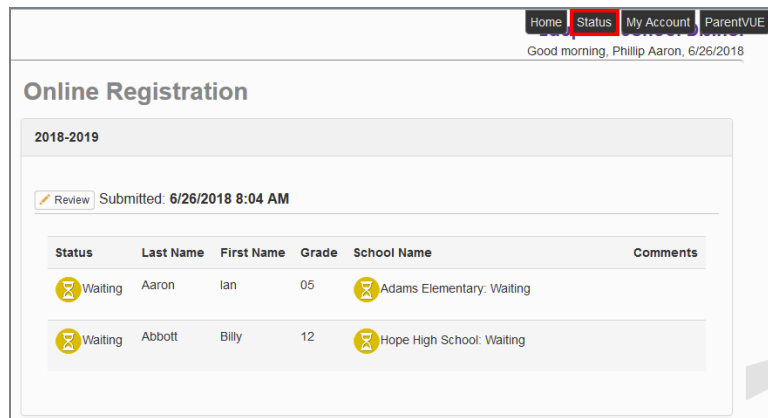 Home Status My Account ParentVUE
Good morning, Phillip Aaron, 6/26/2018
Online Registration
2018-2019
Review Submitted: 6/26/2018 8:04 AM
Status Last Name First Name Grade School Name Comments
Waiting Aaron Ian 05 Adams Elementary: Waiting
Waiting Abbott Billy 12 Hope High School: Waiting